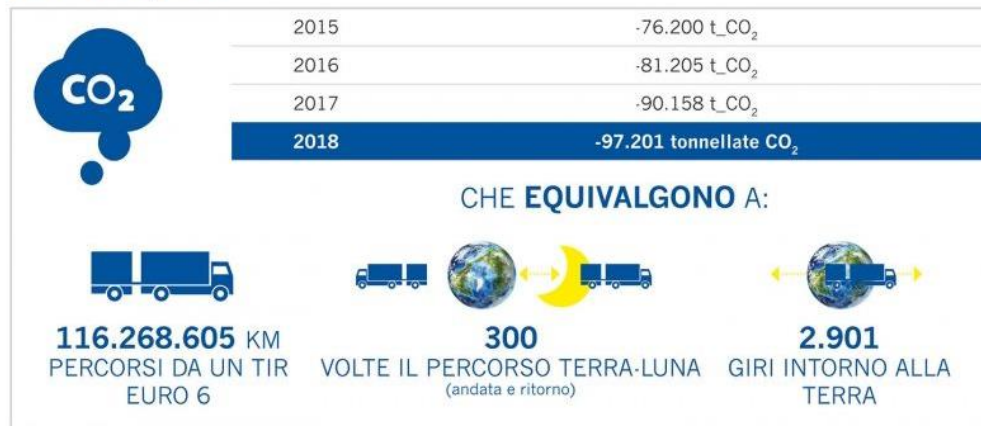 CO₂
2015 -76.200 t_CO₂
2016 -81.205 t_CO₂
2017 -90.158 t_CO₂
2018 -97.201 tonnellate CO₂
CHE EQUIVALGONO A:
116.268.605 KM
PERCORSI DA UN TIR
EURO 6
300
VOLTE IL PERCORSO TERRA-LUNA
(andata e ritorno)
2.901
GIRI INTORNO ALLA
TERRA